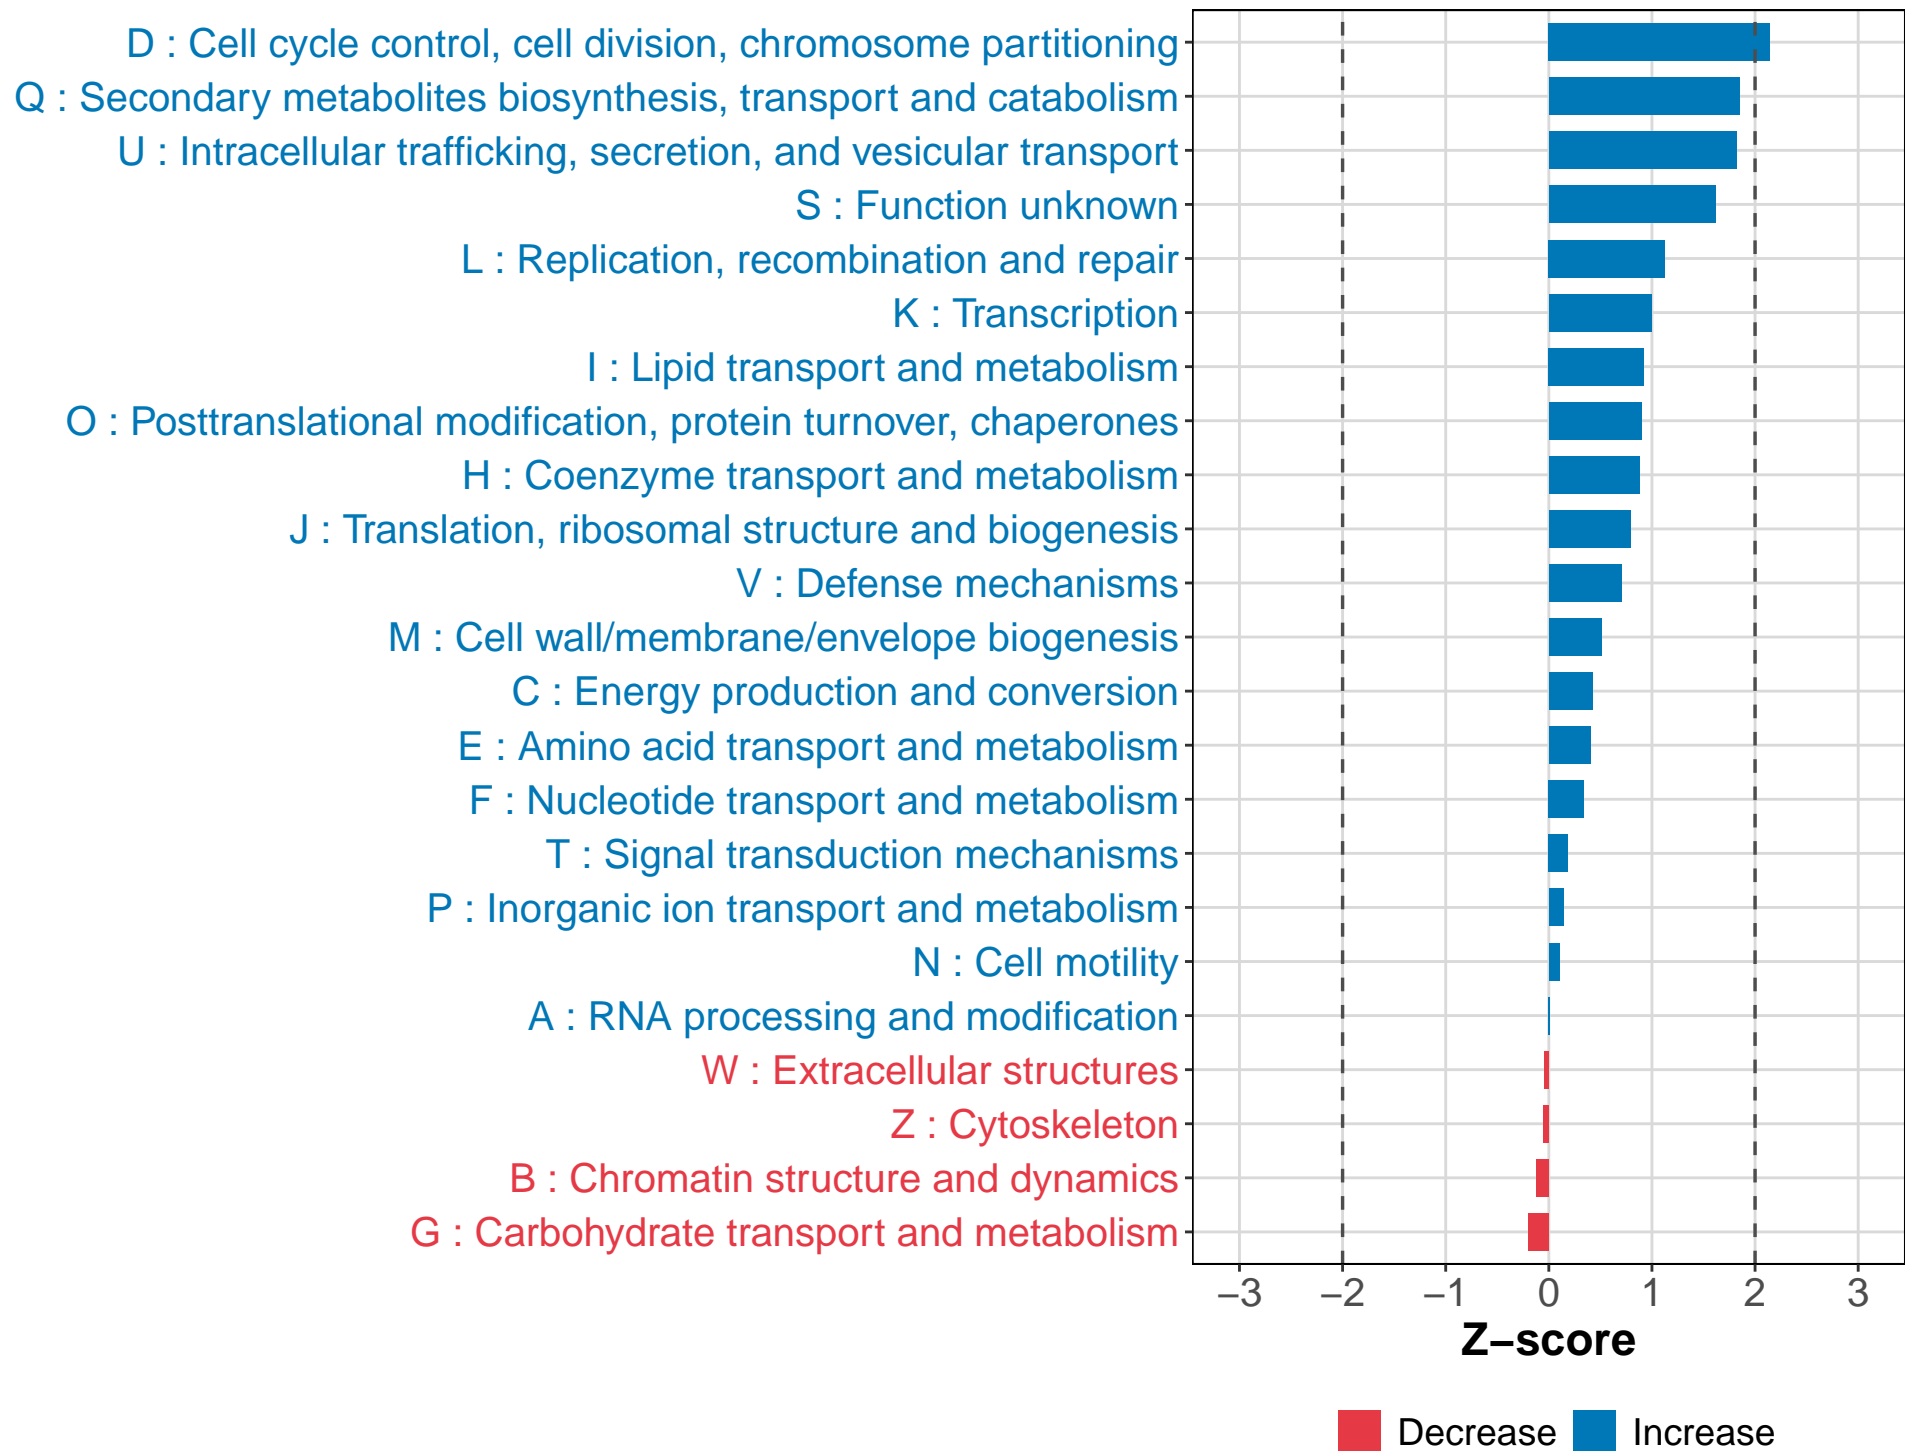 D : Cell cycle control, cell division, chromosome partitioning
Q : Secondary metabolites biosynthesis, transport and catabolism
U : Intracellular trafficking, secretion, and vesicular transport
S : Function unknown
L : Replication, recombination and repair
K : Transcription
I : Lipid transport and metabolism
O : Posttranslational modification, protein turnover, chaperones
H : Coenzyme transport and metabolism
J : Translation, ribosomal structure and biogenesis
V : Defense mechanisms
M : Cell wall/membrane/envelope biogenesis
C : Energy production and conversion
E : Amino acid transport and metabolism
F : Nucleotide transport and metabolism
T : Signal transduction mechanisms
P : Inorganic ion transport and metabolism
N : Cell motility
A : RNA processing and modification
W : Extracellular structures
Z : Cytoskeleton
B : Chromatin structure and dynamics
G : Carbohydrate transport and metabolism
−3 −2 −1 0 1 2 3
Z−score
Decrease Increase